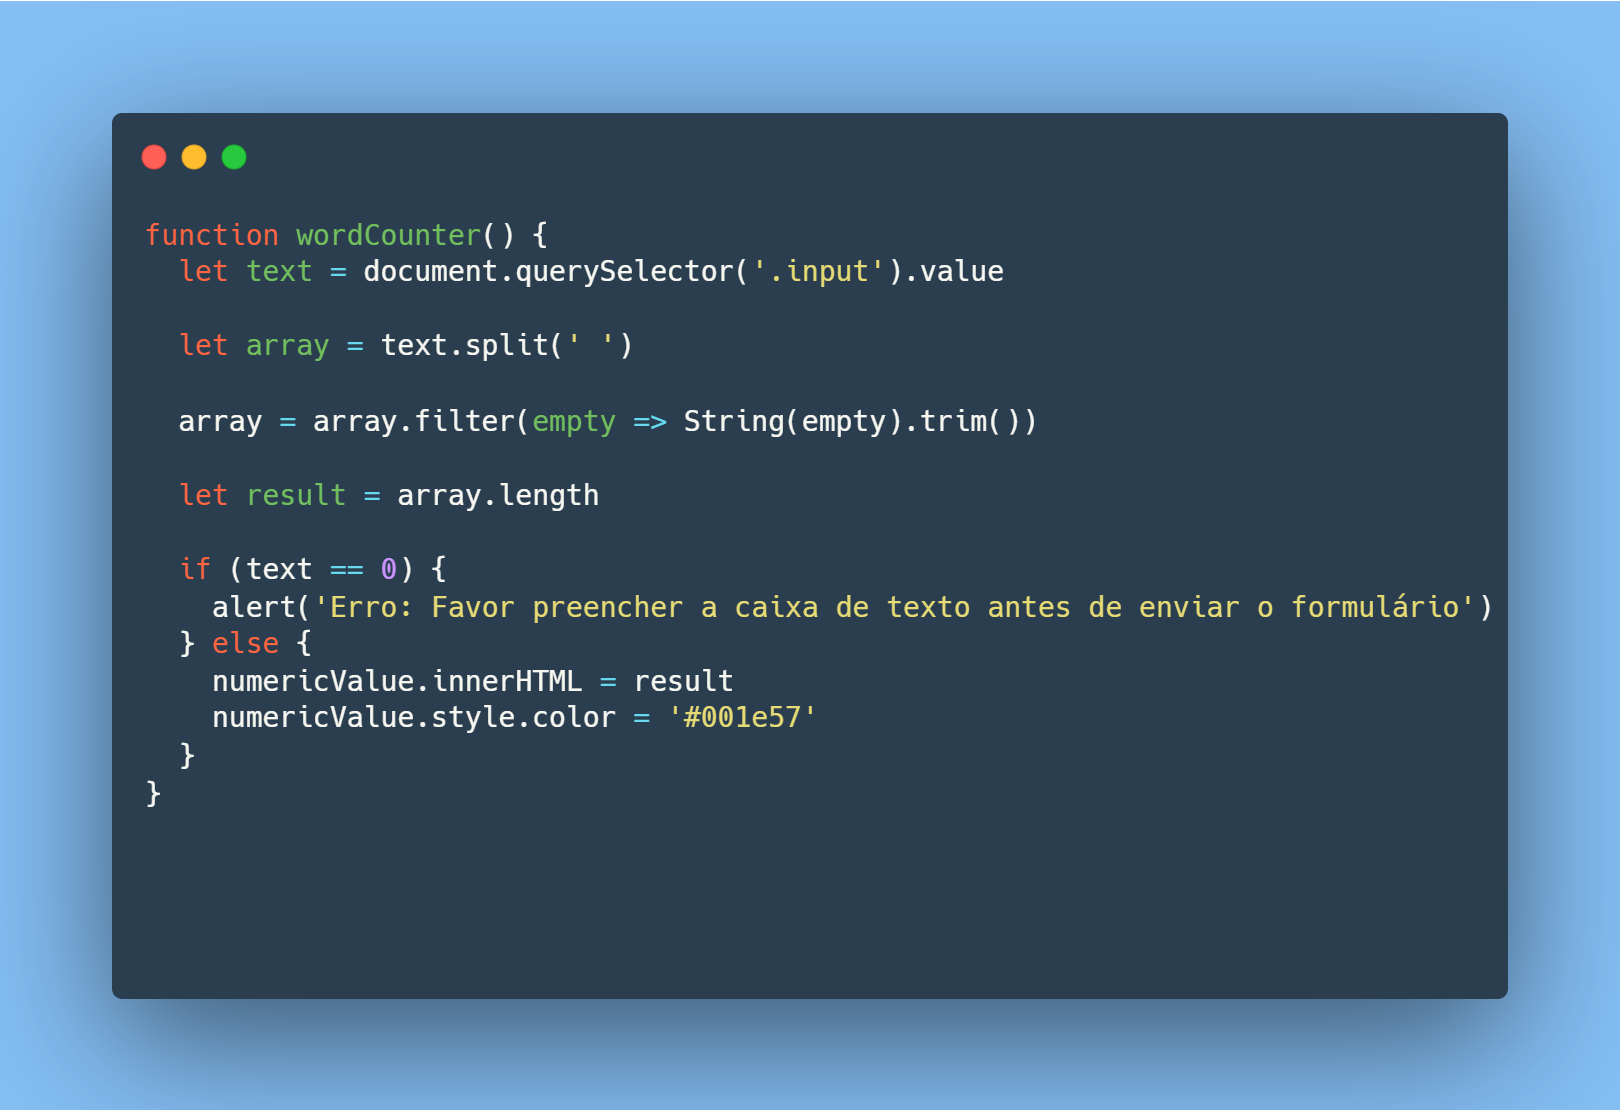 function wordCounter() {
  let text = document.querySelector('.input').value

  let array = text.split(' ')

  array = array.filter(empty => String(empty).trim())

  let result = array.length

  if (text == 0) {
    alert('Erro: Favor preencher a caixa de texto antes de enviar o formulário')
  } else {
    numericValue.innerHTML = result
    numericValue.style.color = '#001e57'
  }
}